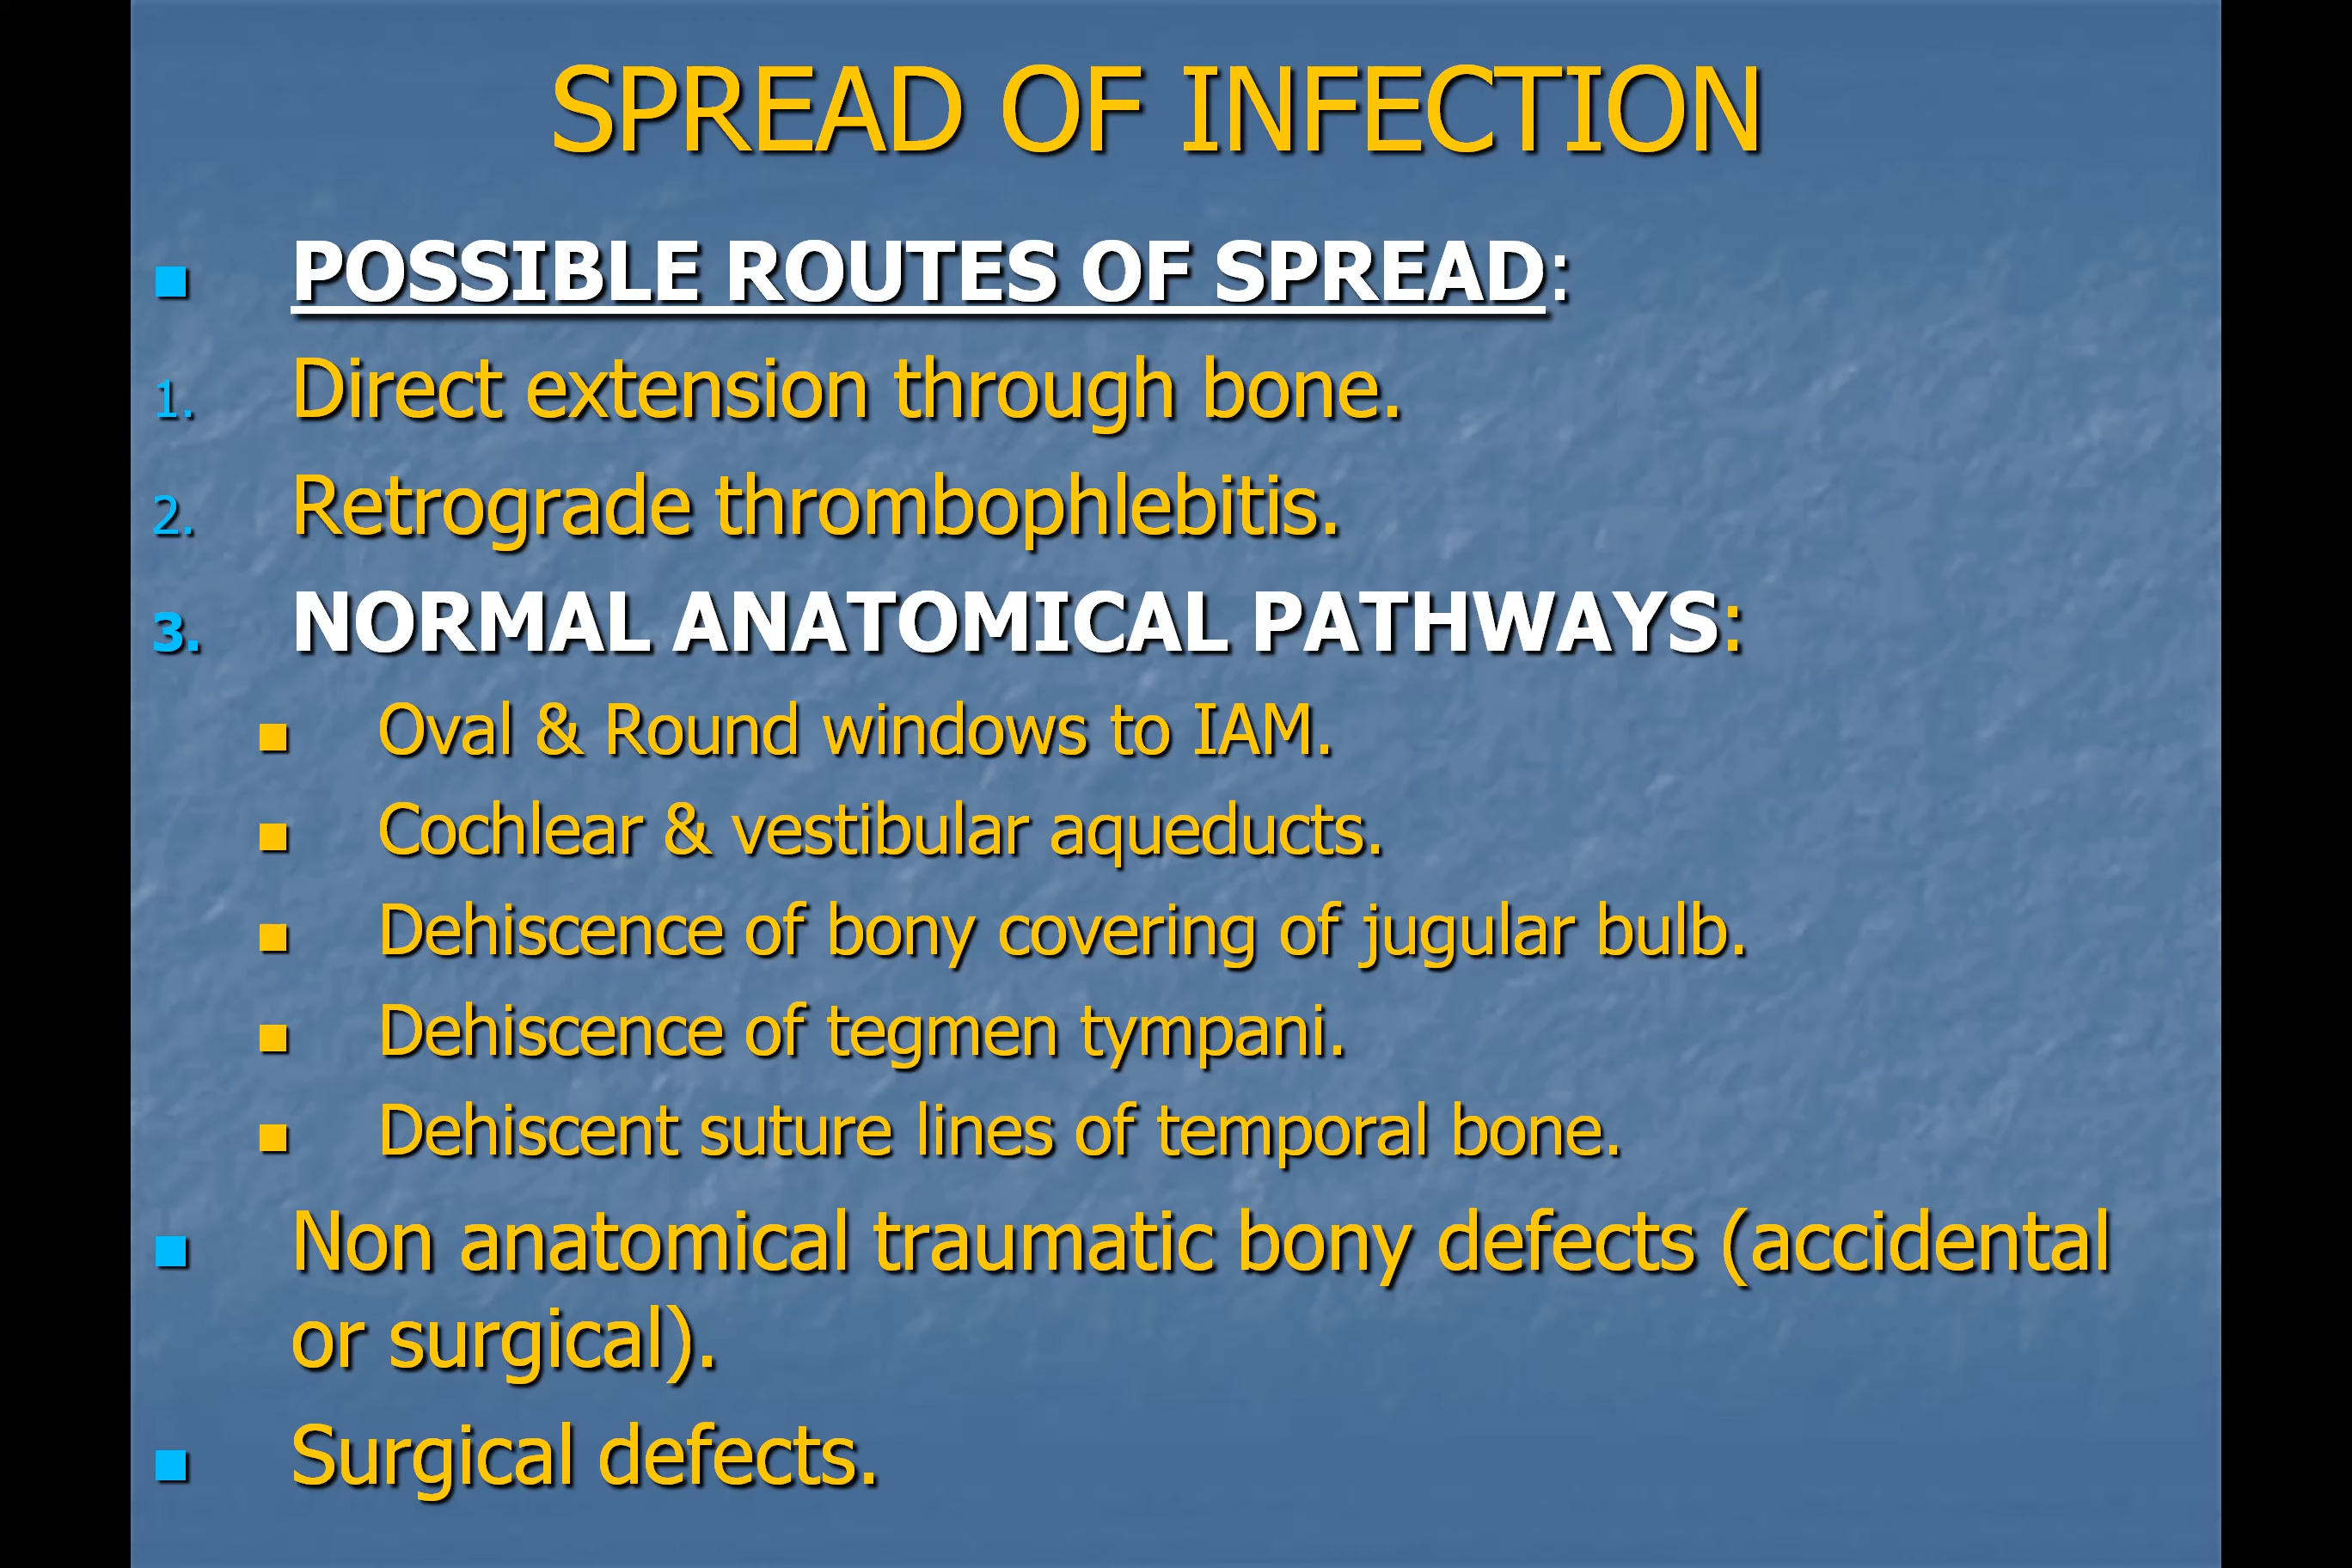 SPREAD OF INFECTION
POSSIBLE ROUTES OF SPREAD:
1. Direct extension through bone.
2. Retrograde thrombophlebitis.
3. NORMAL ANATOMICAL PATHWAYS:
Oval & Round windows to IAM.
Cochlear & vestibular aqueducts.
Dehiscence of bony covering of jugular bulb.
Dehiscence of tegmen tympani.
Dehiscent suture lines of temporal bone.
Non anatomical traumatic bony defects (accidental
or surgical).
Surgical defects.